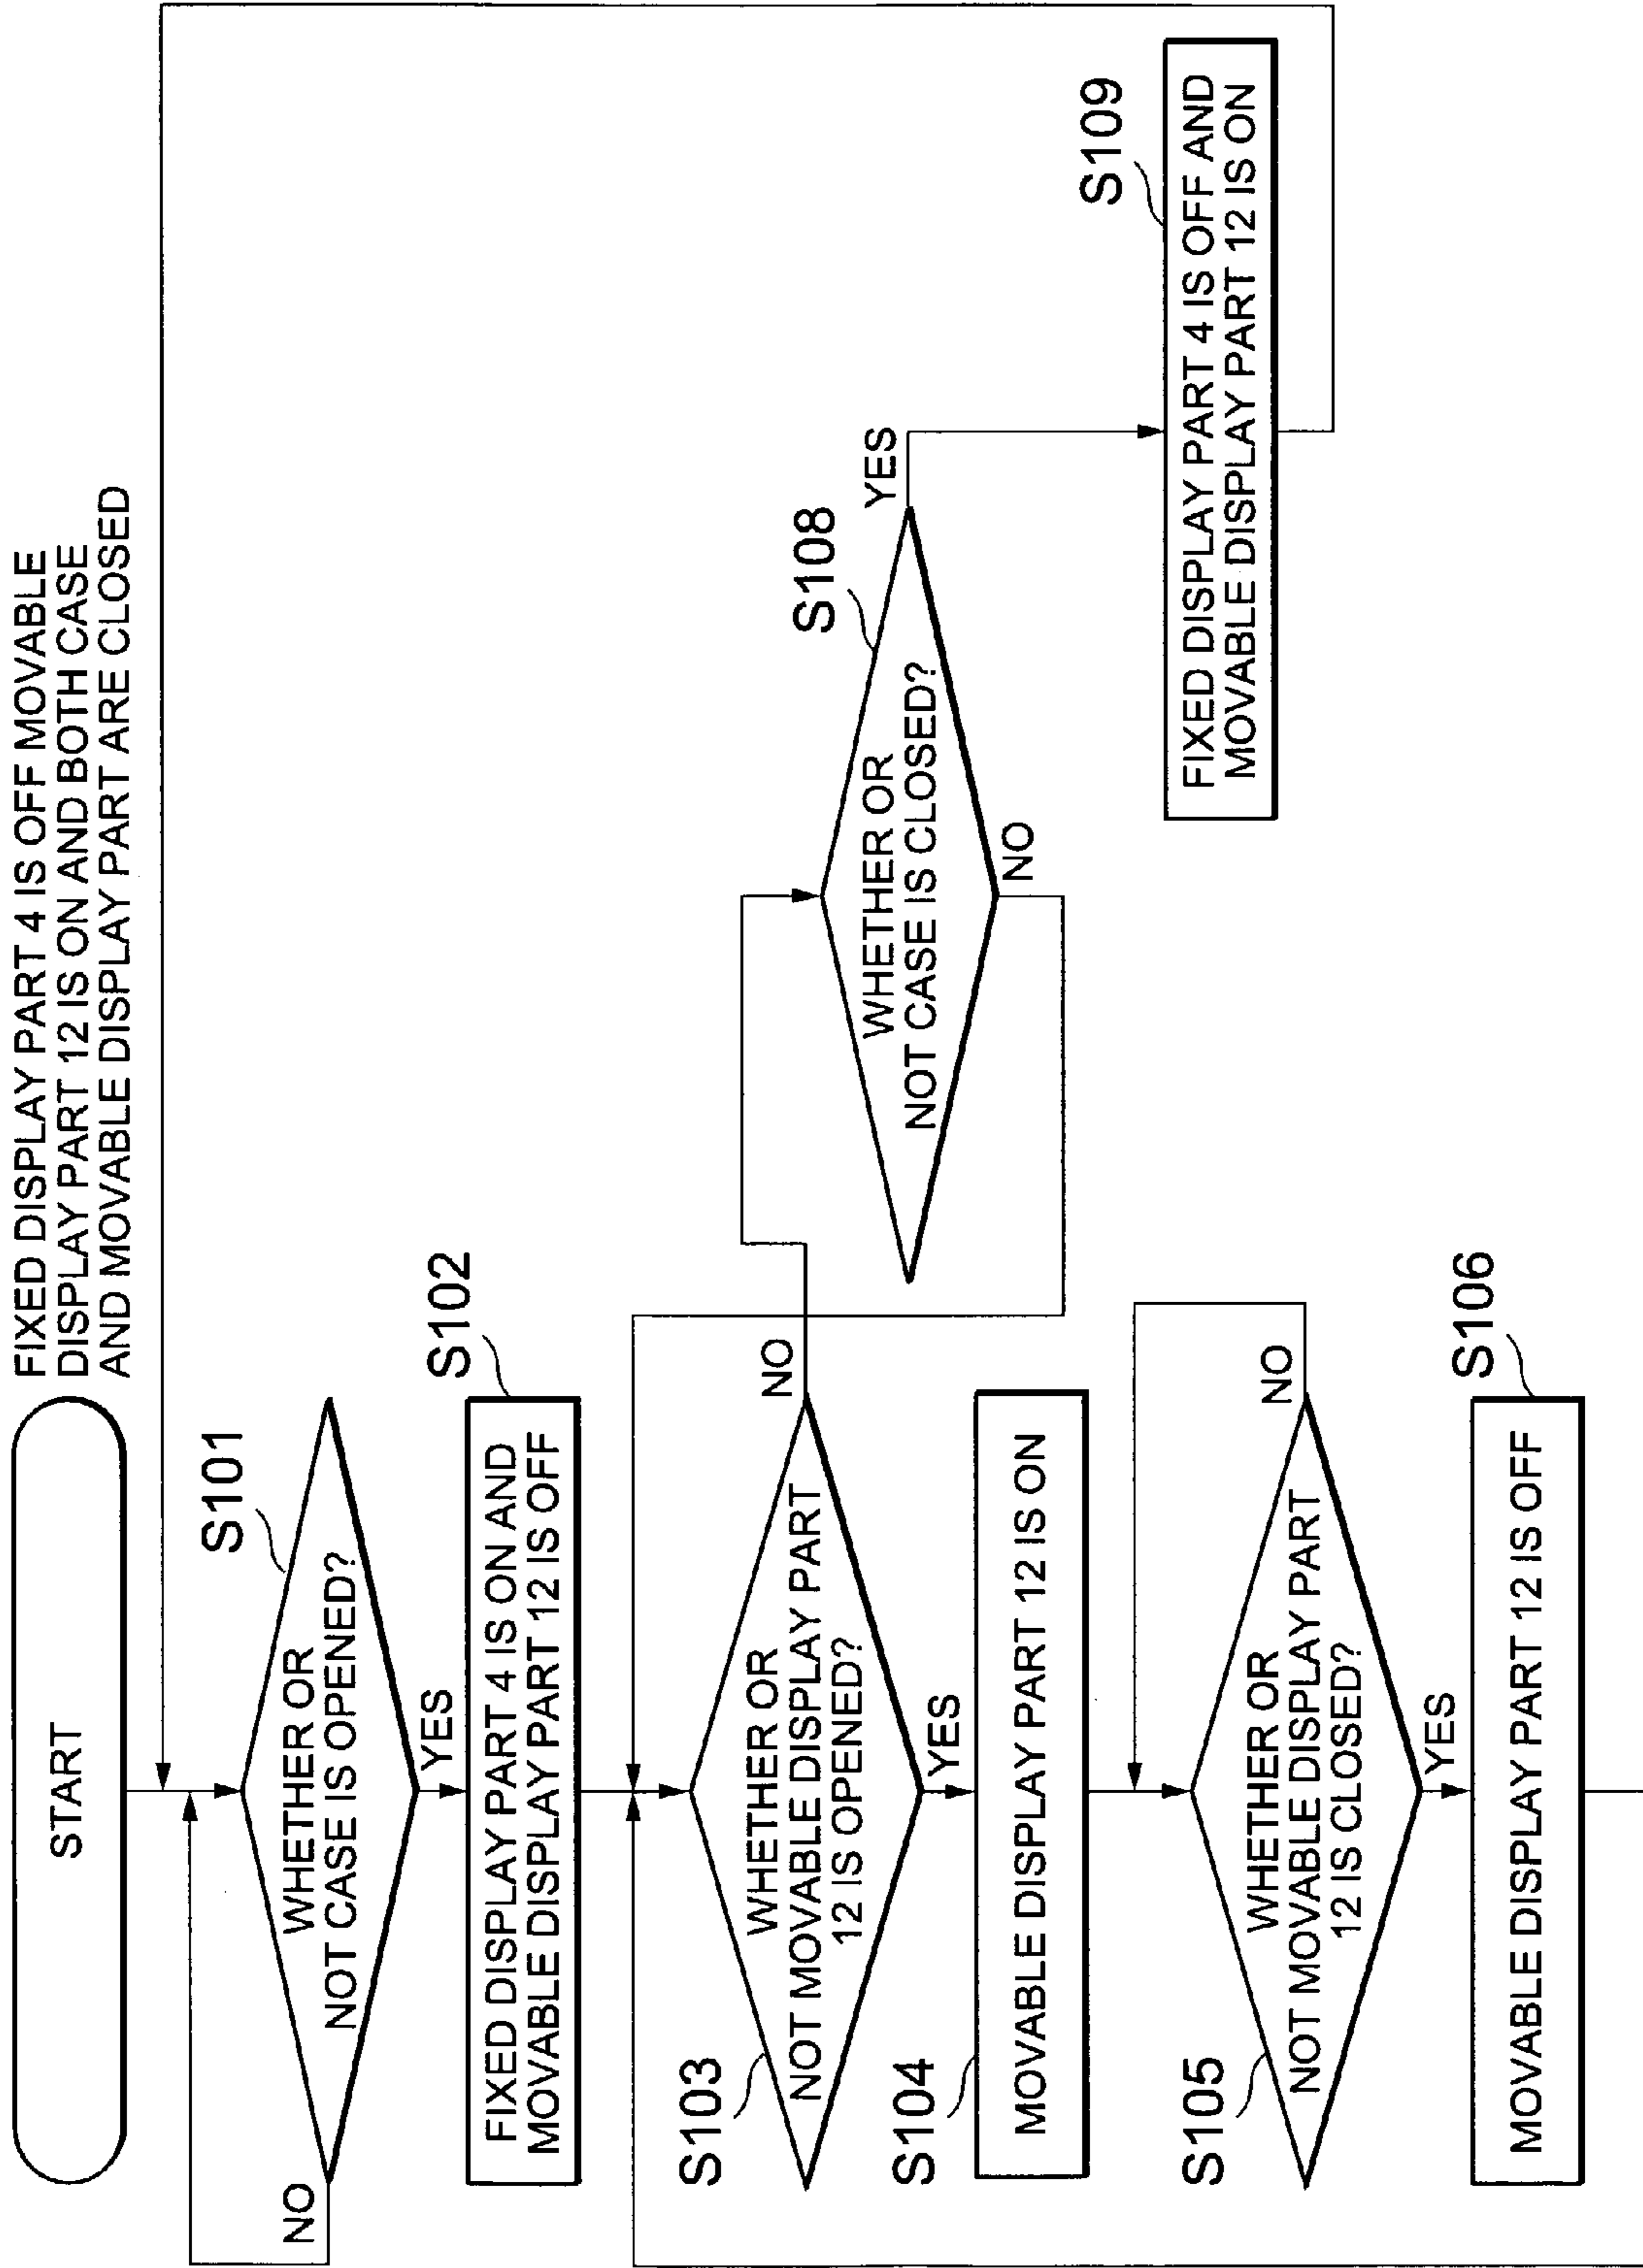 FIXED DISPLAY PART 4 IS OFF MOVABLE
DISPLAY PART 12 IS ON AND BOTH CASE
AND MOVABLE DISPLAY PART ARE CLOSED
START
S101
WHETHER OR
NOT CASE IS OPENED?
NO
YES
S102
FIXED DISPLAY PART 4 IS ON AND
MOVABLE DISPLAY PART 12 IS OFF
S103
WHETHER OR
NOT MOVABLE DISPLAY PART
12 IS OPENED?
NO
YES
S108
WHETHER OR
NOT CASE IS CLOSED?
YES
NO
S109
FIXED DISPLAY PART 4 IS OFF AND
MOVABLE DISPLAY PART 12 IS ON
S104
MOVABLE DISPLAY PART 12 IS ON
S105
WHETHER OR
NOT MOVABLE DISPLAY PART
12 IS CLOSED?
NO
YES
S106
MOVABLE DISPLAY PART 12 IS OFF